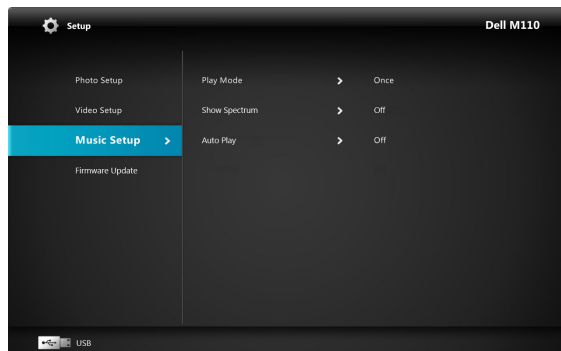 Setup
Dell M110
Photo Setup
Play Mode > Once
Video Setup
Show Spectrum > Off
Music Setup >
Auto Play > Off
Firmware Update
USB